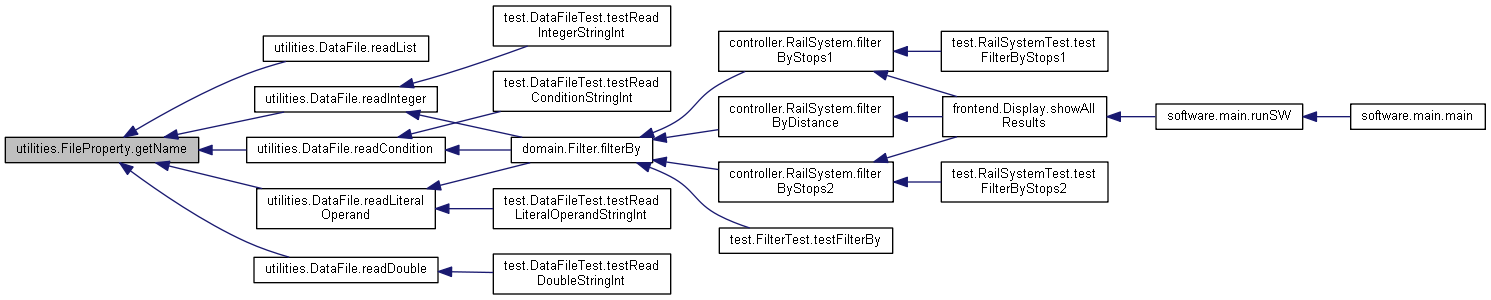 utilities.FileProperty.getName
utilities.DataFile.readList
utilities.DataFile.readInteger
utilities.DataFile.readCondition
utilities.DataFile.readLiteral
Operand
utilities.DataFile.readDouble
test.DataFileTest.testRead
IntegerStringInt
test.DataFileTest.testRead
ConditionStringInt
domain.Filter.filterBy
test.DataFileTest.testRead
LiteralOperandStringInt
test.DataFileTest.testRead
DoubleStringInt
controller.RailSystem.filter
ByStops1
controller.RailSystem.filter
ByDistance
controller.RailSystem.filter
ByStops2
test.FilterTest.testFilterBy
test.RailSystemTest.test
FilterByStops1
frontend.Display.showAll
Results
test.RailSystemTest.test
FilterByStops2
software.main.runSW
software.main.main